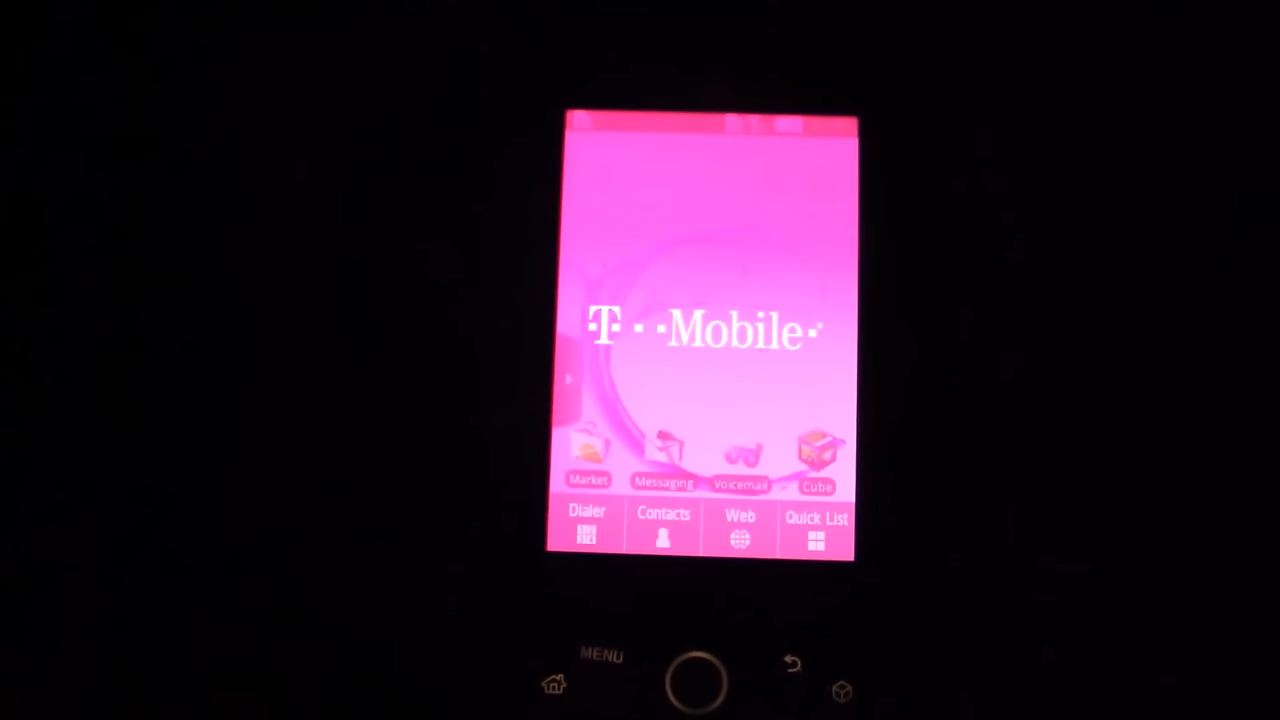 T··Mobile·
Market Messaging Voicemail Cube
Dialer Contacts Web Quick List
MENU